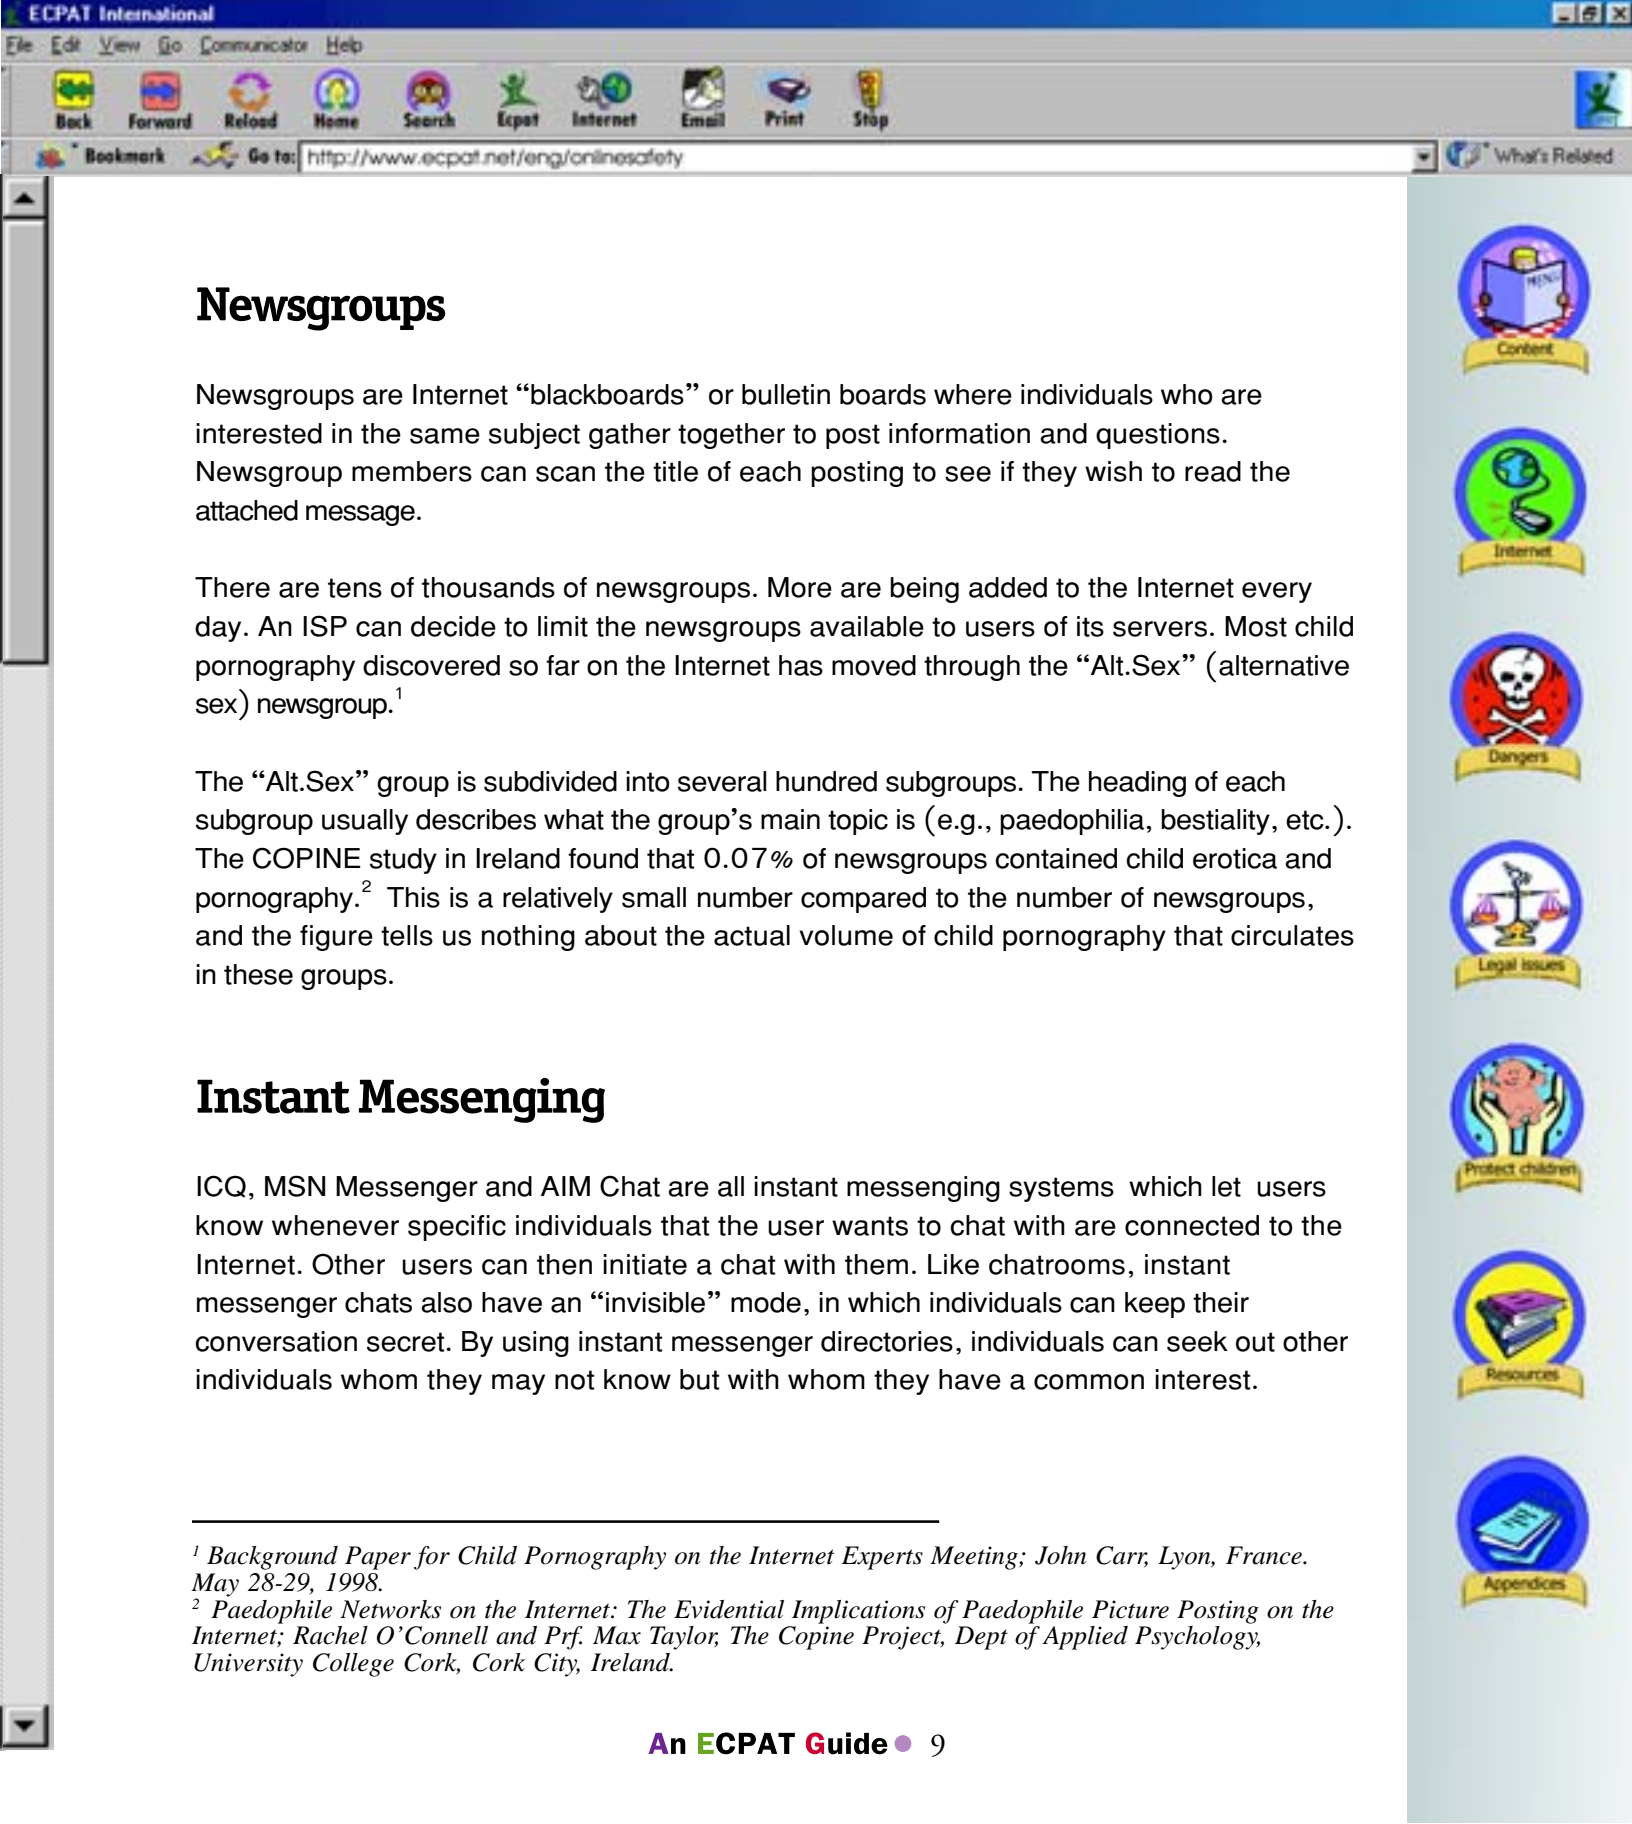 ECPAT International
File Edit View Go Communicator Help
Back Forward Reload Home Search Ecpat Internet Email Print Stop
Bookmark Go to: http://www.ecpat.net/eng/onlinesafety What's Related
Newsgroups
Newsgroups are Internet “blackboards” or bulletin boards where individuals who are
interested in the same subject gather together to post information and questions.
Newsgroup members can scan the title of each posting to see if they wish to read the
attached message.
There are tens of thousands of newsgroups. More are being added to the Internet every
day. An ISP can decide to limit the newsgroups available to users of its servers. Most child
pornography discovered so far on the Internet has moved through the “Alt.Sex” (alternative
sex) newsgroup.1
The “Alt.Sex” group is subdivided into several hundred subgroups. The heading of each
subgroup usually describes what the group’s main topic is (e.g., paedophilia, bestiality, etc.).
The COPINE study in Ireland found that 0.07% of newsgroups contained child erotica and
pornography.2 This is a relatively small number compared to the number of newsgroups,
and the figure tells us nothing about the actual volume of child pornography that circulates
in these groups.
Instant Messenging
ICQ, MSN Messenger and AIM Chat are all instant messenging systems which let users
know whenever specific individuals that the user wants to chat with are connected to the
Internet. Other users can then initiate a chat with them. Like chatrooms, instant
messenger chats also have an “invisible” mode, in which individuals can keep their
conversation secret. By using instant messenger directories, individuals can seek out other
individuals whom they may not know but with whom they have a common interest.
1 Background Paper for Child Pornography on the Internet Experts Meeting; John Carr, Lyon, France.
May 28-29, 1998.
2 Paedophile Networks on the Internet: The Evidential Implications of Paedophile Picture Posting on the
Internet; Rachel O’Connell and Prf. Max Taylor, The Copine Project, Dept of Applied Psychology,
University College Cork, Cork City, Ireland.
An ECPAT Guide • 9
MENU
Content
Internet
Dangers
Legal issues
Protect children
Resources
Appendices